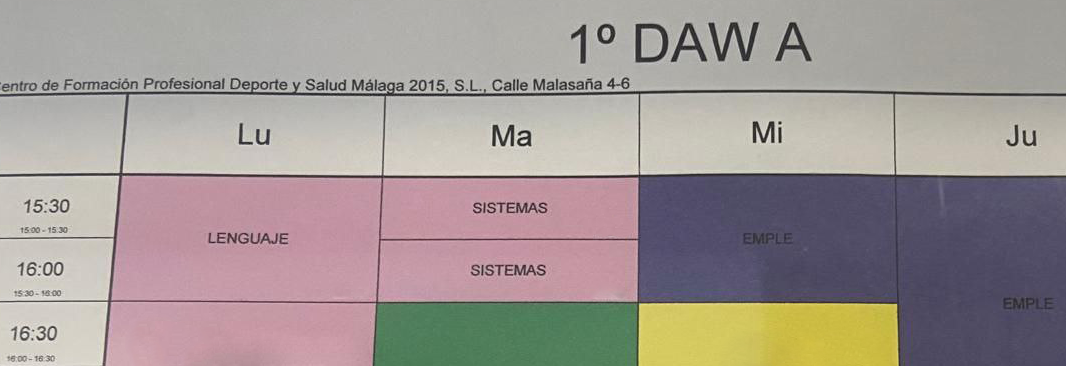 1º DAW A
Centro de Formación Profesional Deporte y Salud Málaga 2015, S.L., Calle Malasaña 4-6
Lu Ma Mi Ju
15:30
15:00 - 15:30
SISTEMAS
LENGUAJE
EMPLE
16:00
15:30 - 16:00
SISTEMAS
EMPLE
16:30
16:00 - 16:30